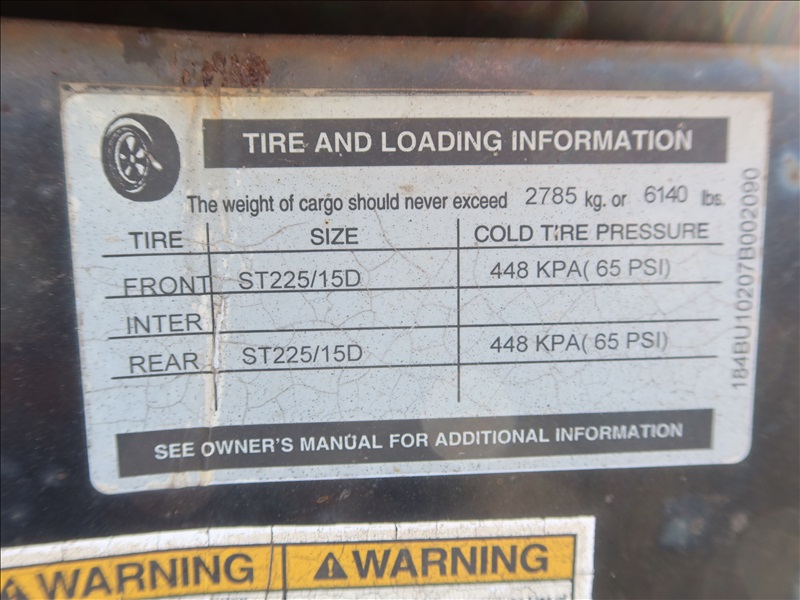 TIRE AND LOADING INFORMATION
The weight of cargo should never exceed 2785 kg. or 6140 lbs.
TIRE SIZE COLD TIRE PRESSURE
FRONT ST225/15D 448 KPA( 65 PSI)
INTER
REAR ST225/15D 448 KPA( 65 PSI)
SEE OWNER'S MANUAL FOR ADDITIONAL INFORMATION
184BU10207B002090
WARNING WARNING